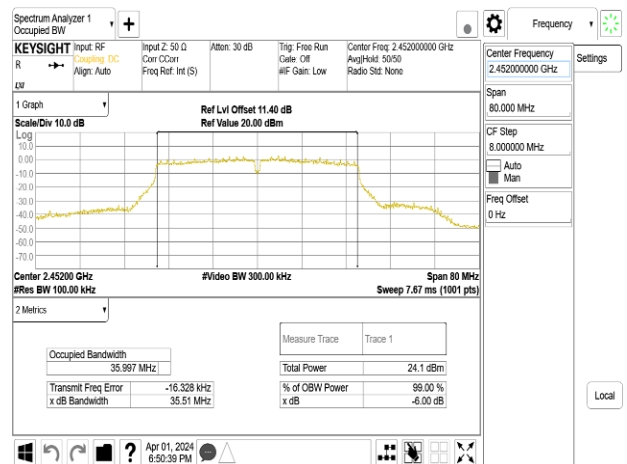 Spectrum Analyzer 1
Occupied BW
+
Frequency
KEYSIGHT
R
LXI
Input: RF
Coupling: DC
Align: Auto
Input Z: 50 Ω
Corr CCorr
Freq Ref: Int (S)
Atten: 30 dB
Trig: Free Run
Gate: Off
#IF Gain: Low
Center Freq: 2.452000000 GHz
Avg|Hold: 50/50
Radio Std: None
Center Frequency
2.452000000 GHz
Settings
Span
80.000 MHz
CF Step
8.000000 MHz
Auto
Man
Freq Offset
0 Hz
1 Graph
Scale/Div 10.0 dB
Ref Lvl Offset 11.40 dB
Ref Value 20.00 dBm
Log
10.0
0.00
-10.0
-20.0
-30.0
-40.0
-50.0
-60.0
-70.0
Center 2.45200 GHz
#Res BW 100.00 kHz
#Video BW 300.00 kHz
Span 80 MHz
Sweep 7.67 ms (1001 pts)
2 Metrics
Measure Trace Trace 1
Occupied Bandwidth
35.997 MHz
Total Power 24.1 dBm
Transmit Freq Error -16.328 kHz
% of OBW Power 99.00 %
x dB Bandwidth 35.51 MHz
x dB -6.00 dB
Local
?
Apr 01, 2024
6:50:39 PM